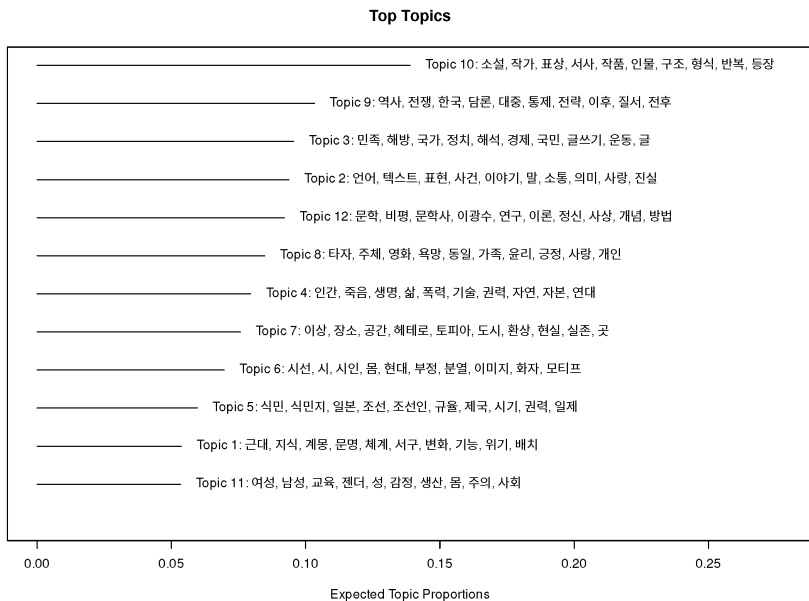 Top Topics
Topic 10: 소설, 작가, 표상, 서사, 작품, 인물, 구조, 형식, 반복, 등장
Topic 9: 역사, 전쟁, 한국, 담론, 대중, 통제, 전략, 이후, 질서, 전후
Topic 3: 민족, 해방, 국가, 정치, 해석, 경제, 국민, 글쓰기, 운동, 글
Topic 2: 언어, 텍스트, 표현, 사건, 이야기, 말, 소통, 의미, 사랑, 진실
Topic 12: 문학, 비평, 문학사, 이광수, 연구, 이론, 정신, 사상, 개념, 방법
Topic 8: 타자, 주체, 영화, 욕망, 동일, 가족, 윤리, 긍정, 사랑, 개인
Topic 4: 인간, 죽음, 생명, 삶, 폭력, 기술, 권력, 자연, 자본, 연대
Topic 7: 이상, 장소, 공간, 헤테로, 토피아, 도시, 환상, 현실, 실존, 곳
Topic 6: 시선, 시, 시인, 몸, 현대, 부정, 분열, 이미지, 화자, 모티프
Topic 5: 식민, 식민지, 일본, 조선, 조선인, 규율, 제국, 시기, 권력, 일제
Topic 1: 근대, 지식, 계몽, 문명, 체계, 서구, 변화, 기능, 위기, 배치
Topic 11: 여성, 남성, 교육, 젠더, 성, 감정, 생산, 몸, 주의, 사회
0.00 0.05 0.10 0.15 0.20 0.25
Expected Topic Proportions